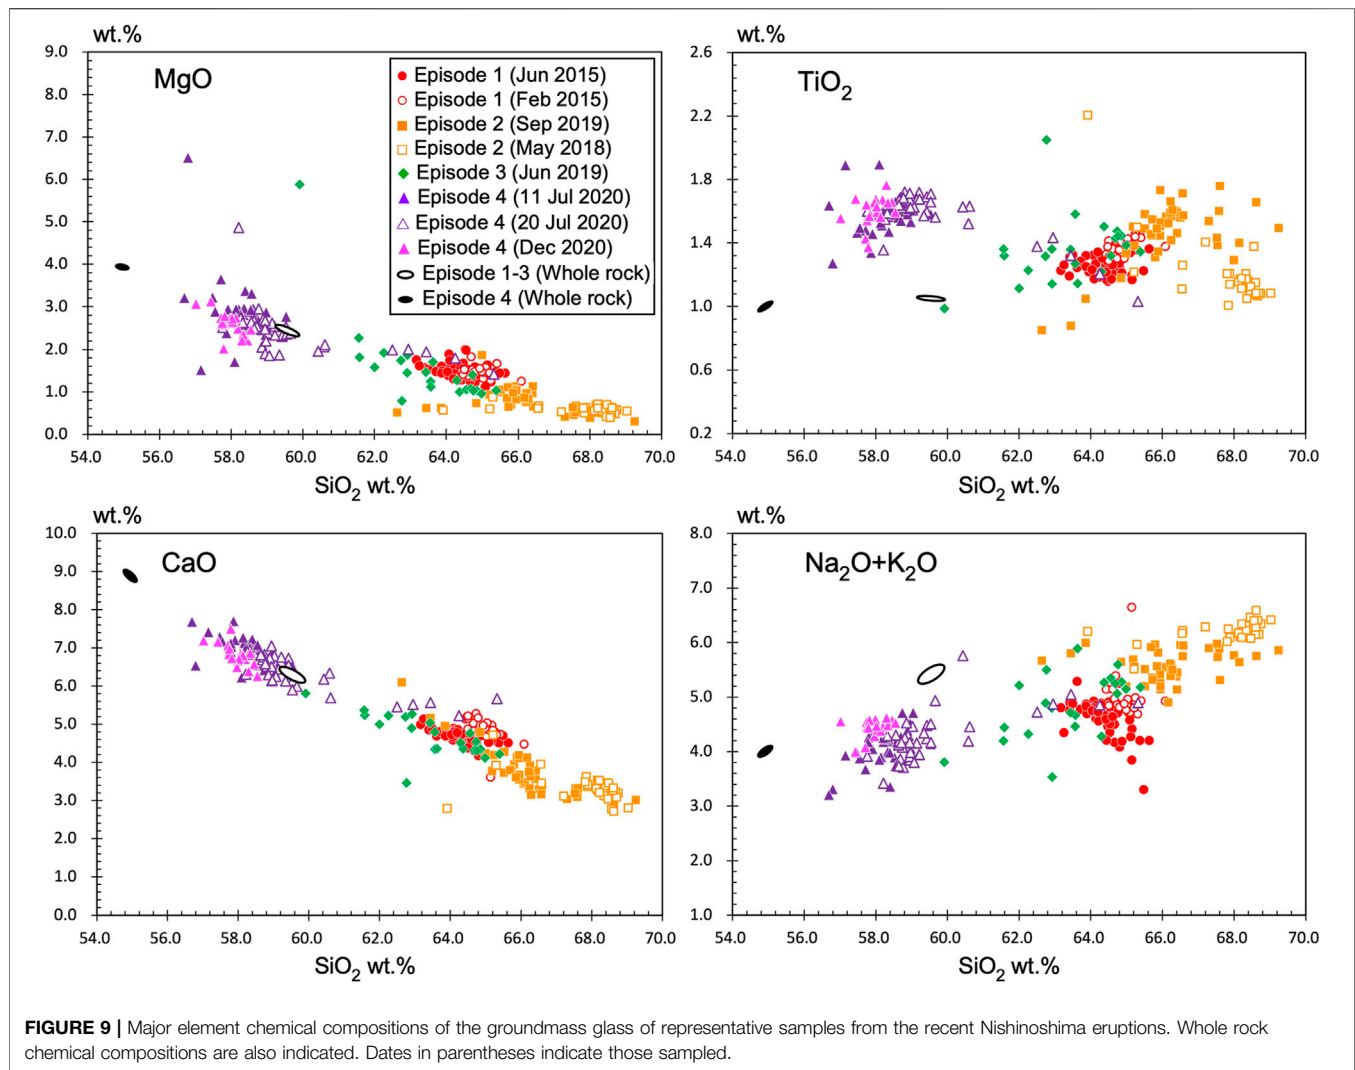 wt.%
9.0
8.0
7.0
6.0
5.0
4.0
3.0
2.0
1.0
0.0
MgO
Episode 1 (Jun 2015)
Episode 1 (Feb 2015)
Episode 2 (Sep 2019)
Episode 2 (May 2018)
Episode 3 (Jun 2019)
Episode 4 (11 Jul 2020)
Episode 4 (20 Jul 2020)
Episode 4 (Dec 2020)
Episode 1-3 (Whole rock)
Episode 4 (Whole rock)
54.0 56.0 58.0 60.0 62.0 64.0 66.0 68.0 70.0
SiO2 wt.%
wt.%
2.6
2.2
1.8
1.4
1.0
0.6
0.2
TiO2
54.0 56.0 58.0 60.0 62.0 64.0 66.0 68.0 70.0
SiO2 wt.%
wt.%
10.0
9.0
8.0
7.0
6.0
5.0
4.0
3.0
2.0
1.0
0.0
CaO
54.0 56.0 58.0 60.0 62.0 64.0 66.0 68.0 70.0
SiO2 wt.%
wt.%
8.0
7.0
6.0
5.0
4.0
3.0
2.0
1.0
Na2O+K2O
54.0 56.0 58.0 60.0 62.0 64.0 66.0 68.0 70.0
SiO2 wt.%
FIGURE 9 | Major element chemical compositions of the groundmass glass of representative samples from the recent Nishinoshima eruptions. Whole rock
chemical compositions are also indicated. Dates in parentheses indicate those sampled.